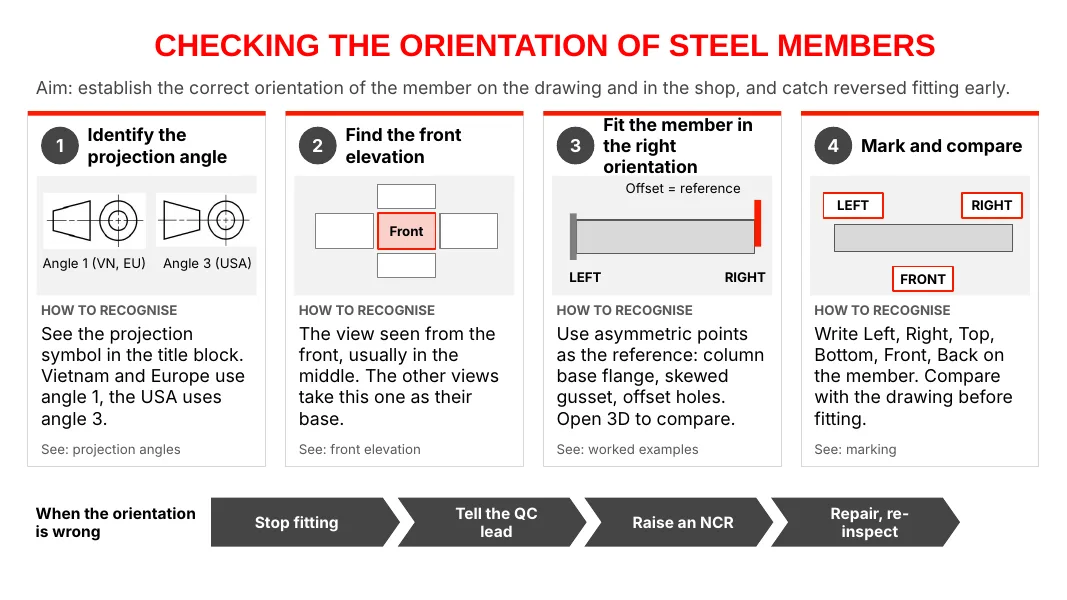 CHECKING THE ORIENTATION OF STEEL MEMBERS
Aim: establish the correct orientation of the member on the drawing and in the shop, and catch reversed fitting early.
1
Identify the
projection angle
Angle 1 (VN, EU)
Angle 3 (USA)
HOW TO RECOGNISE
See the projection
symbol in the title block.
Vietnam and Europe use
angle 1, the USA uses
angle 3.
See: projection angles
2
Find the front
elevation
Front
HOW TO RECOGNISE
The view seen from the
front, usually in the
middle. The other views
take this one as their
base.
See: front elevation
3
Fit the member in
the right
orientation
Offset = reference
LEFT
RIGHT
HOW TO RECOGNISE
Use asymmetric points
as the reference: column
base flange, skewed
gusset, offset holes.
Open 3D to compare.
See: worked examples
4
Mark and compare
LEFT
RIGHT
FRONT
HOW TO RECOGNISE
Write Left, Right, Top,
Bottom, Front, Back on
the member. Compare
with the drawing before
fitting.
See: marking
When the orientation
is wrong
Stop fitting
Tell the QC
lead
Raise an NCR
Repair, re-
inspect